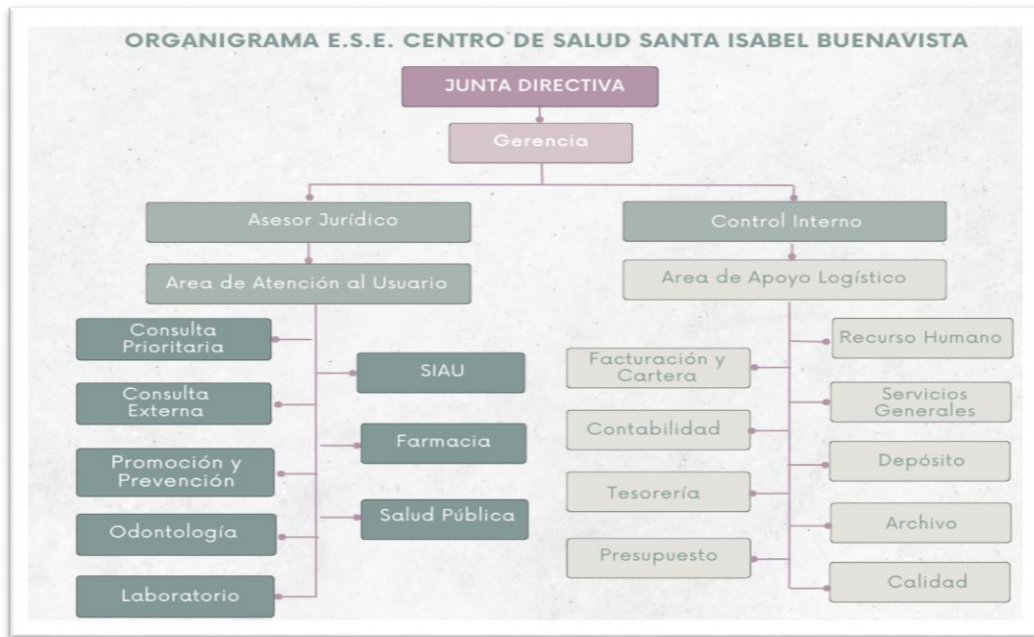 ORGANIGRAMA E.S.E. CENTRO DE SALUD SANTA ISABEL BUENAVISTA
JUNTA DIRECTIVA
Gerencia
Asesor Jurídico
Control Interno
Area de Atención al Usuario
Area de Apoyo Logístico
Consulta
Prioritaria
Consulta
Externa
Promoción y
Prevención
Odontología
Laboratorio
SIAU
Farmacia
Salud Pública
Facturación y
Cartera
Contabilidad
Tesorería
Presupuesto
Recurso Humano
Servicios
Generales
Depósito
Archivo
Calidad